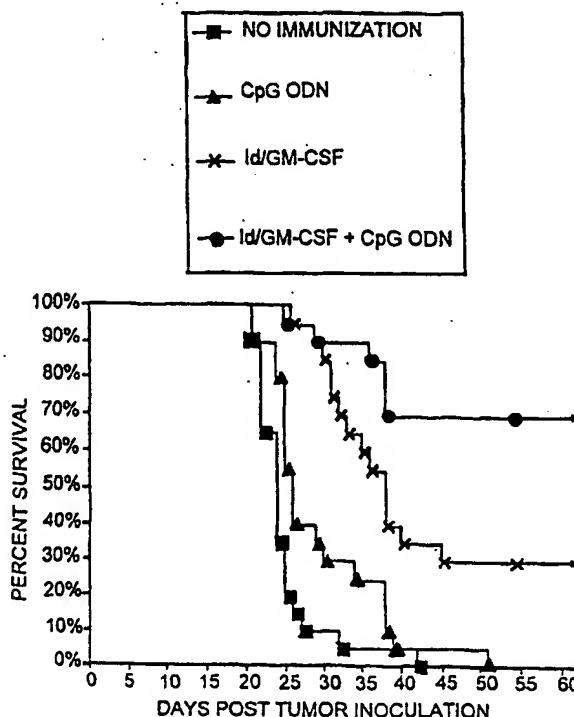 NO IMMUNIZATION
CpG ODN
Id/GM-CSF
Id/GM-CSF + CpG ODN
100%
90%
80%
70%
60%
50%
40%
30%
20%
10%
0%
PERCENT SURVIVAL
0 5 10 15 20 25 30 35 40 45 50 55 60
DAYS POST TUMOR INOCULATION